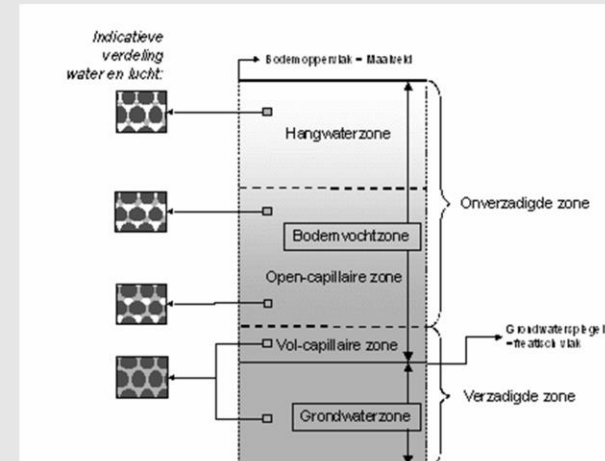 Indicatieve
verdeling
water en lucht:
Bodemoppervlak = Maaiveld
Hangwaterzone
Onverzadigde zone
Bodemvochtzone
Open-capillaire zone
Grondwaterspiegel
=freatisch vlak
Vol-capillaire zone
Verzadigde zone
Grondwaterzone